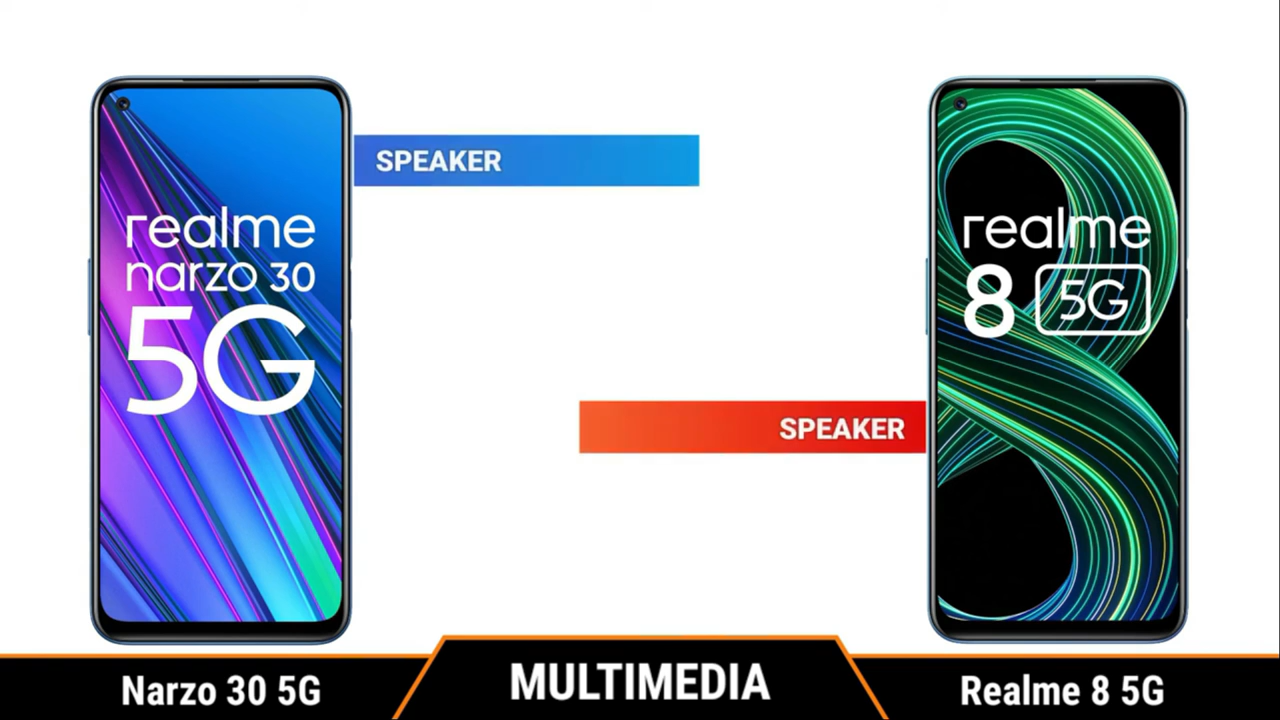 SPEAKER
realme
narzo 30
5G
realme
8 5G
SPEAKER
Narzo 30 5G
MULTIMEDIA
Realme 8 5G